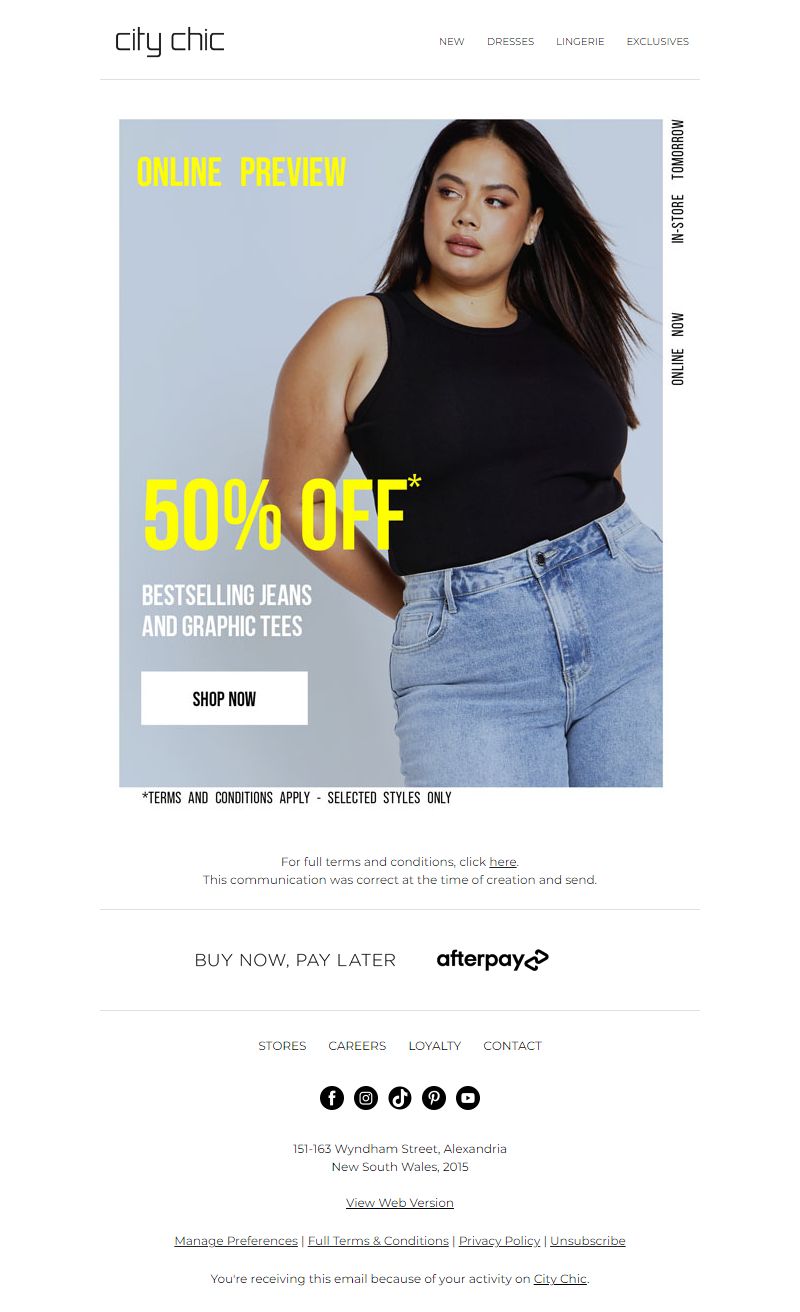 city chic
NEW DRESSES LINGERIE EXCLUSIVES
ONLINE PREVIEW
IN-STORE TOMORROW
ONLINE NOW
50% OFF*
BESTSELLING JEANS
AND GRAPHIC TEES
SHOP NOW
*TERMS AND CONDITIONS APPLY - SELECTED STYLES ONLY
For full terms and conditions, click here.
This communication was correct at the time of creation and send.
BUY NOW, PAY LATER afterpay
STORES CAREERS LOYALTY CONTACT
151-163 Wyndham Street, Alexandria
New South Wales, 2015
View Web Version
Manage Preferences | Full Terms & Conditions | Privacy Policy | Unsubscribe
You're receiving this email because of your activity on City Chic.